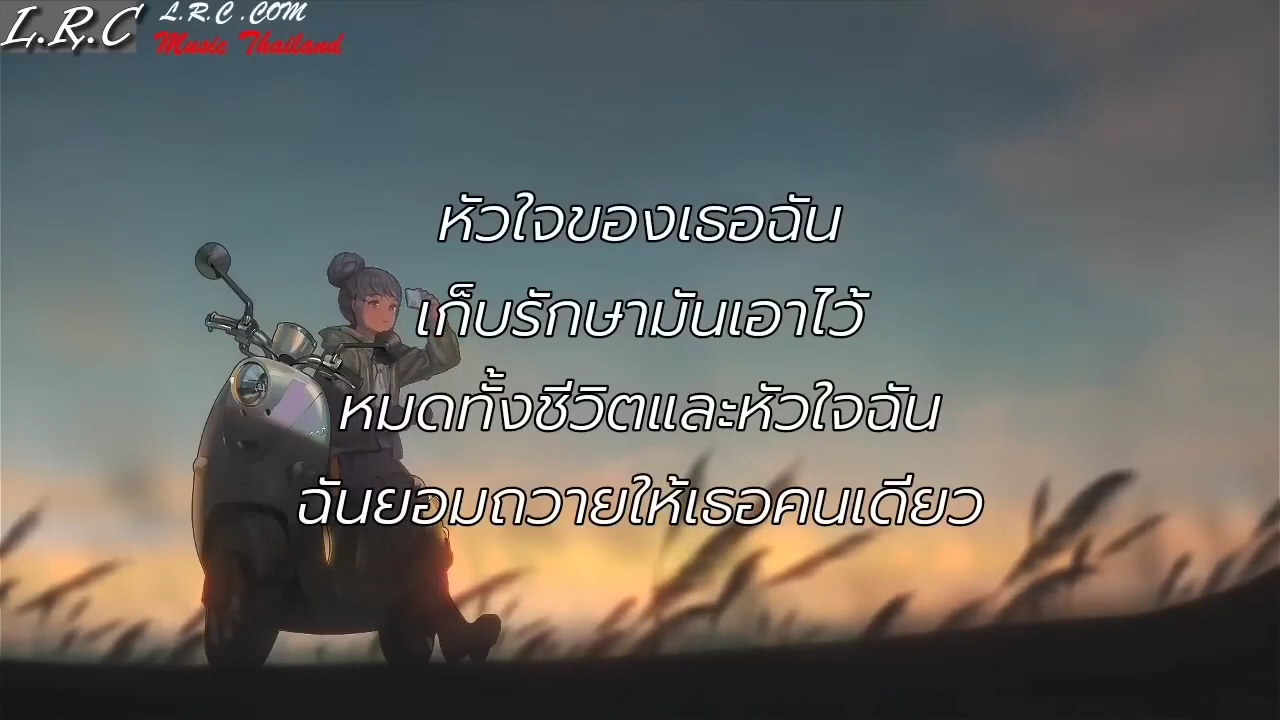 L.R.C
L.R.C .COM
Music Thailand
หัวใจของเธอฉัน
เก็บรักษามันเอาไว้
หมดทั้งชีวิตและหัวใจฉัน
ฉันยอมถวายให้เธอคนเดียว